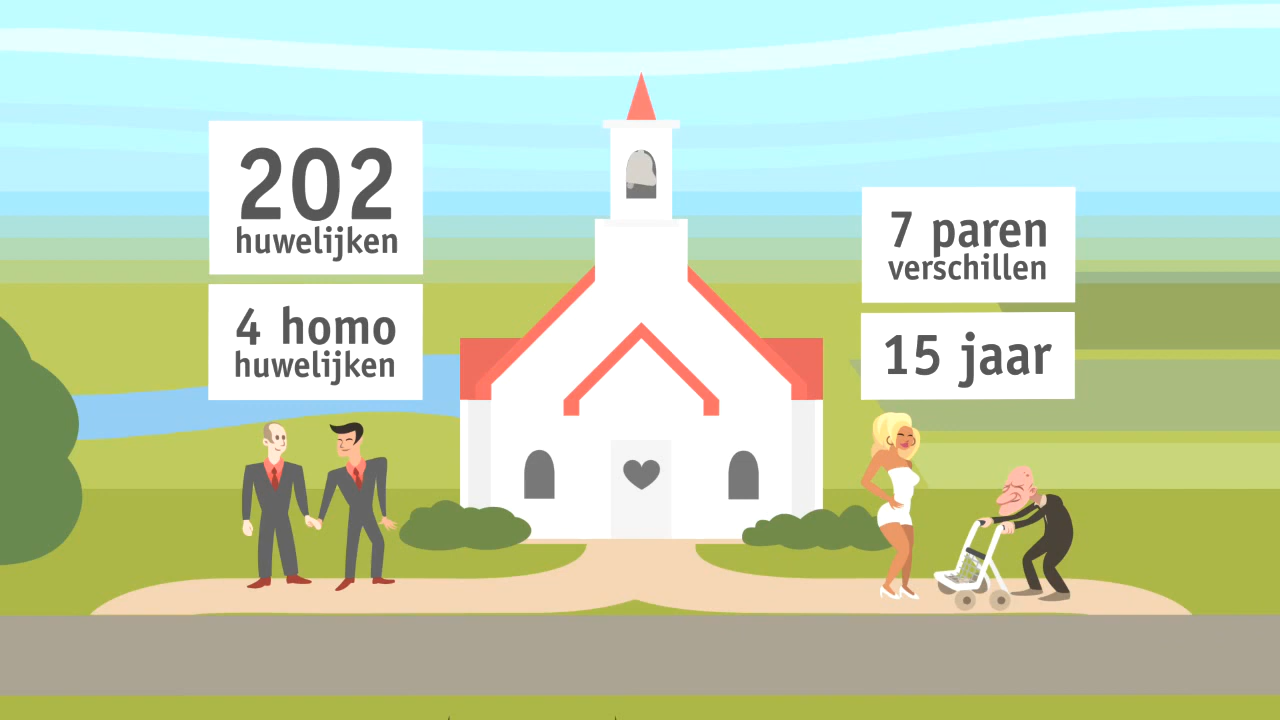 202
huwelijken
4 homo
huwelijken
7 paren
verschillen
15 jaar